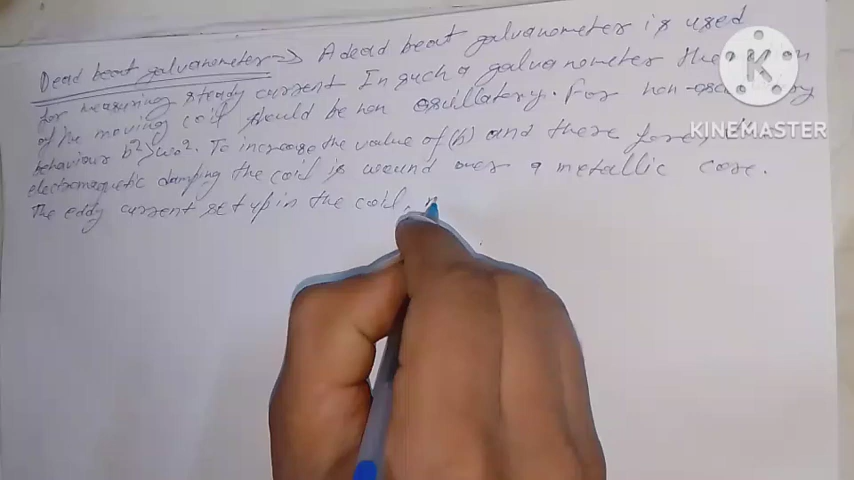 Dead beat galvanometer → A dead beat galvanometer is used
for measuring steady current In such a galvanometer the
of the moving coil should be non oscillatory. For non-
behaviour b²>ω₀². To increase the value of (b) and there fore,
electromagnetic damping the coil is wound over a metallic core.
The eddy current set up in the coil,
K
KINEMASTER